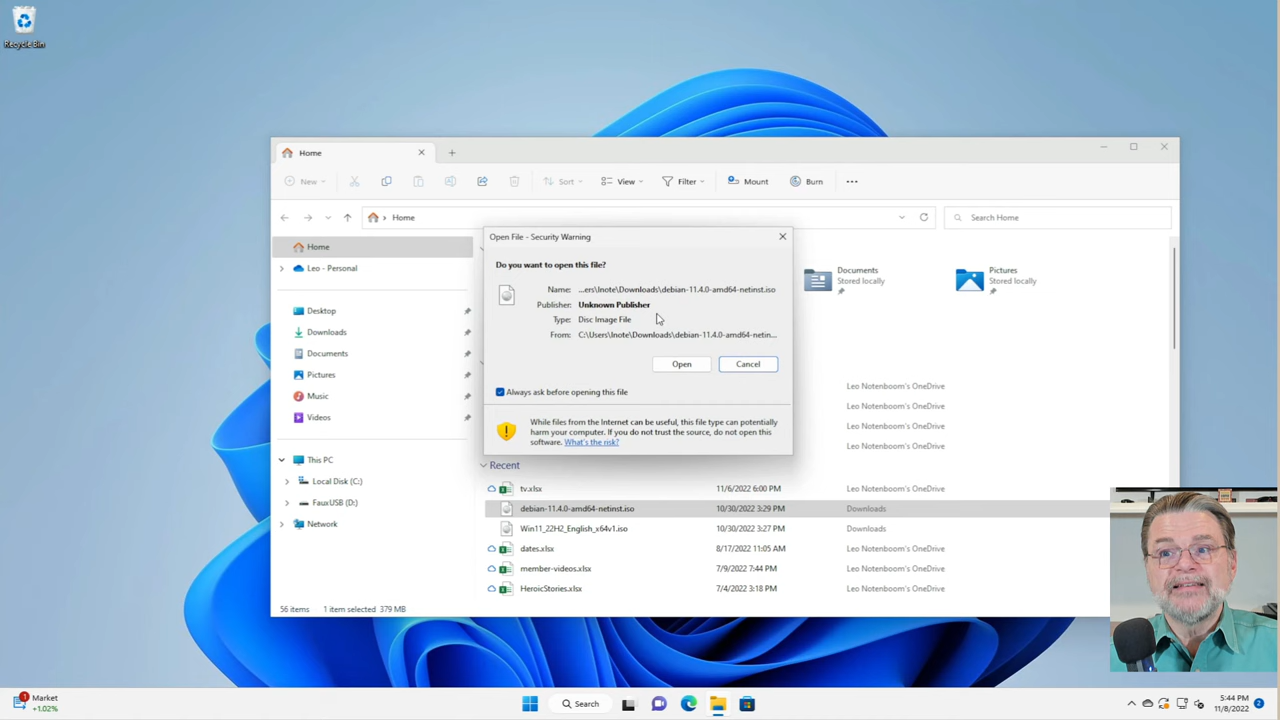 Recycle Bin
Home
New
Sort
View
Filter
Mount
Burn
Home
Search Home
Home
Leo - Personal
Desktop
Downloads
Documents
Pictures
Music
Videos
This PC
Local Disk (C:)
FauxUSB (D:)
Network
Open File - Security Warning
Do you want to open this file?
Name: ...ers\lnote\Downloads\debian-11.4.0-amd64-netinst.iso
Publisher: Unknown Publisher
Type: Disc Image File
From: C:\Users\lnote\Downloads\debian-11.4.0-amd64-netin...
Open Cancel
Always ask before opening this file
While files from the Internet can be useful, this file type can potentially
harm your computer. If you do not trust the source, do not open this
software. What's the risk?
Documents
Stored locally
Pictures
Stored locally
Leo Notenboom's OneDrive
Leo Notenboom's OneDrive
Leo Notenboom's OneDrive
Leo Notenboom's OneDrive
Recent
tv.xlsx 11/6/2022 6:00 PM Leo Notenboom's OneDrive
debian-11.4.0-amd64-netinst.iso 10/30/2022 3:29 PM Downloads
Win11_22H2_English_x64v1.iso 10/30/2022 3:27 PM Downloads
dates.xlsx 8/17/2022 11:05 AM Leo Notenboom's OneDrive
member-videos.xlsx 7/9/2022 7:44 PM Leo Notenboom's OneDrive
HeroicStories.xlsx 7/4/2022 3:18 PM Leo Notenboom's OneDrive
56 items 1 item selected 379 MB
1
Market
+1.02%
Search
5:44 PM
11/8/2022
2